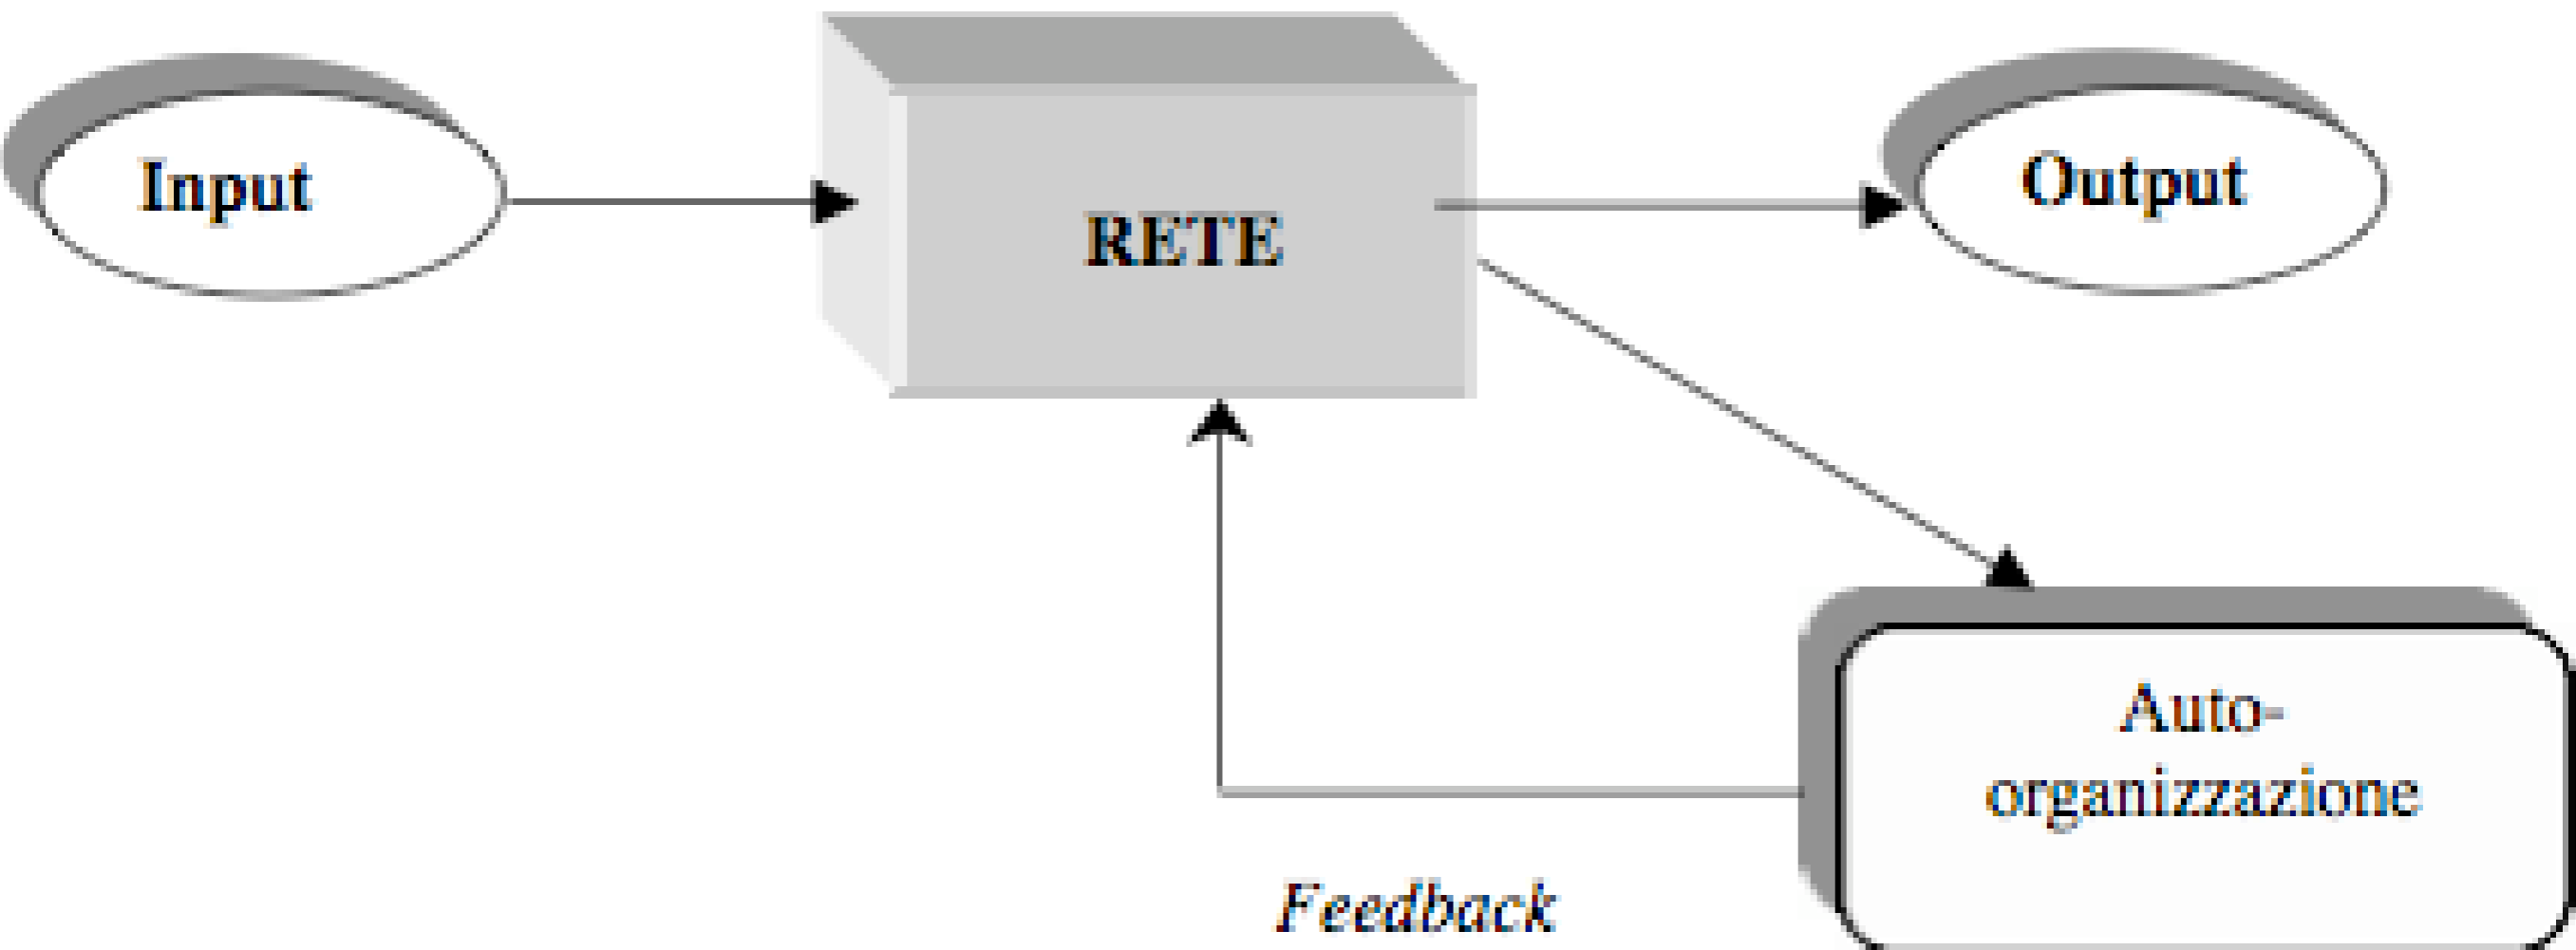 Input
RETE
Output
Auto-
organizzazione
Feedback